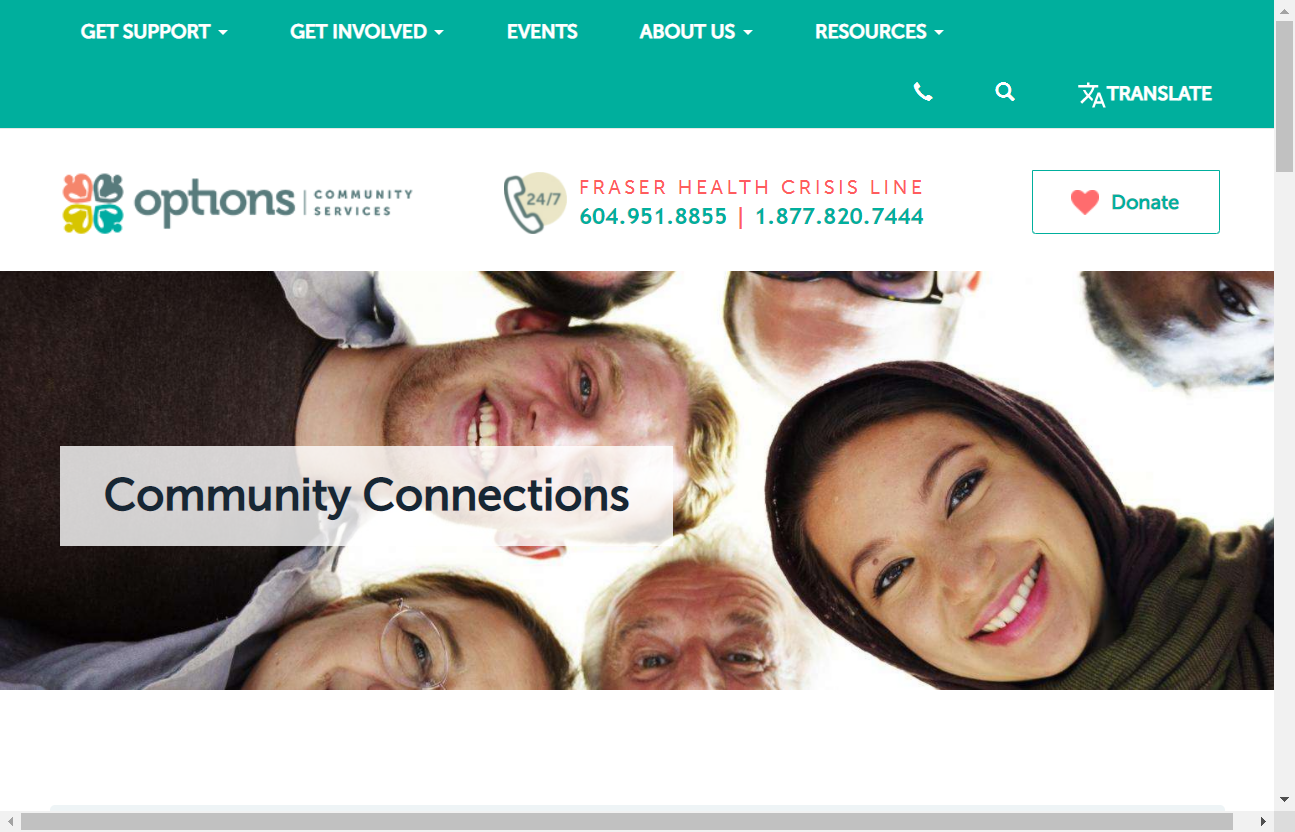 GET SUPPORT
GET INVOLVED
EVENTS
ABOUT US
RESOURCES
TRANSLATE
options | COMMUNITY SERVICES
24/7
FRASER HEALTH CRISIS LINE
604.951.8855 | 1.877.820.7444
Donate
Community Connections